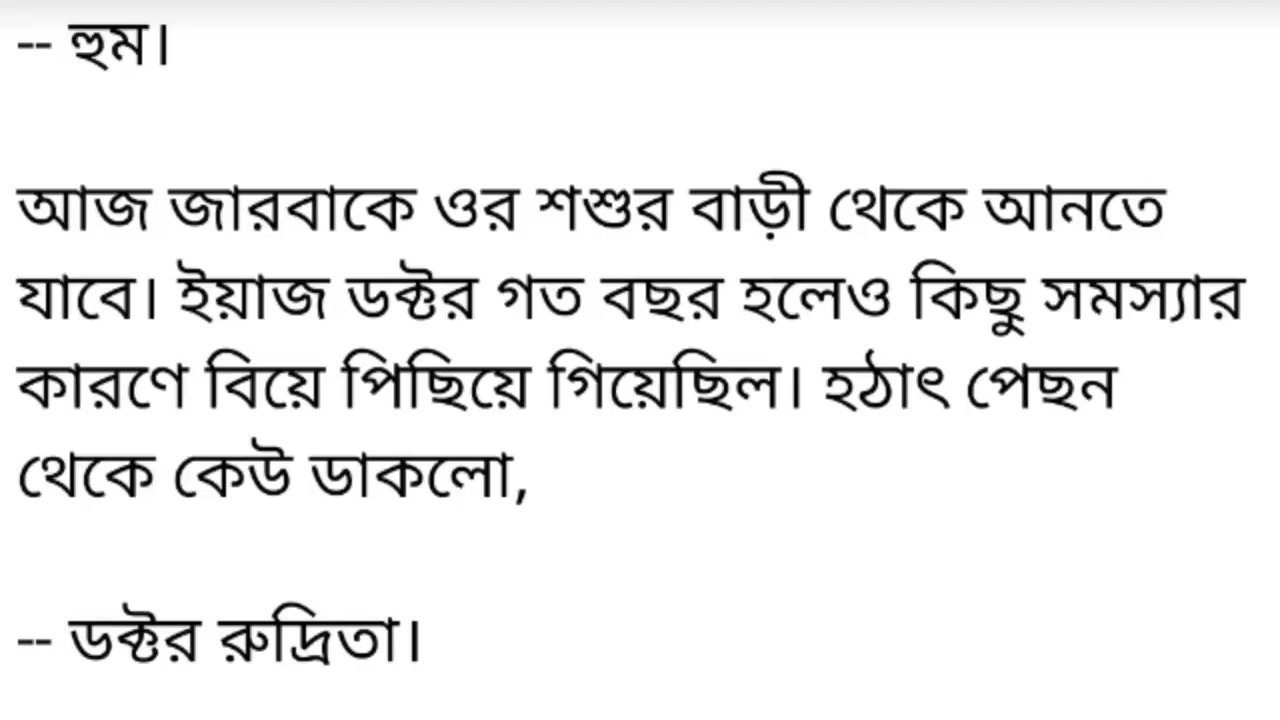 -- হুম।
আজ জারবাকে ওর শশুর বাড়ী থেকে আনতে
যাবে। ইয়াজ ডক্টর গত বছর হলেও কিছু সমস্যার
কারণে বিয়ে পিছিয়ে গিয়েছিল। হঠাৎ পেছন
থেকে কেউ ডাকলো,
-- ডক্টর রুদ্রিতা।